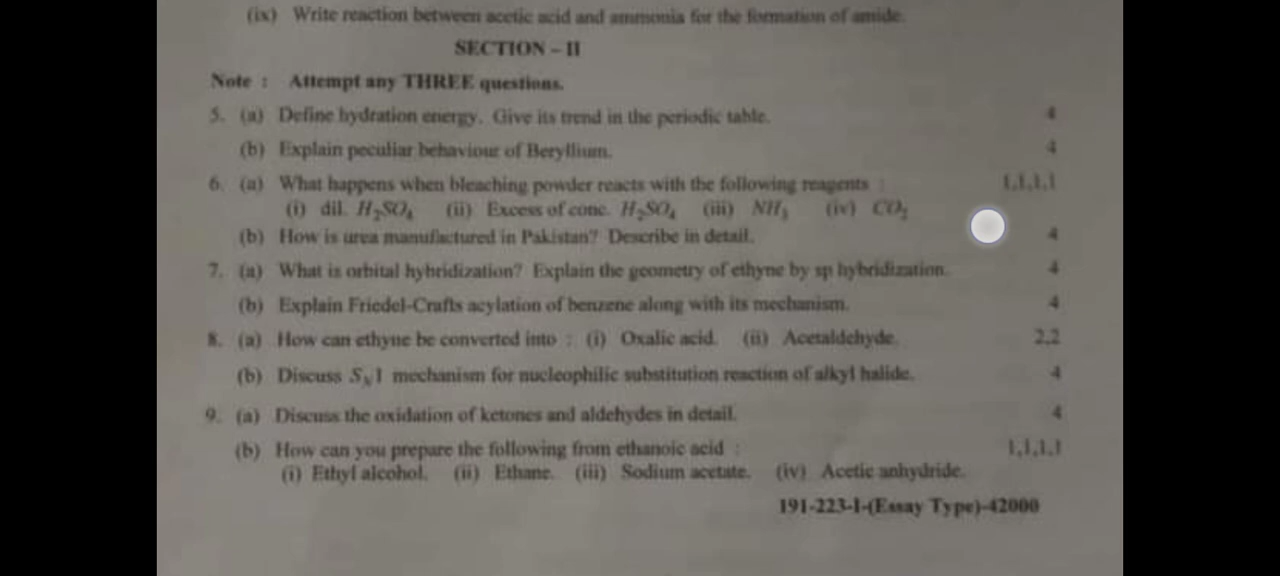 (ix) Write reaction between acetic acid and ammonia for the formation of amide.
SECTION – II
Note : Attempt any THREE questions.
5. (a) Define hydration energy. Give its trend in the periodic table. 4
(b) Explain peculiar behaviour of Beryllium. 4
6. (a) What happens when bleaching powder reacts with the following reagents : 1,1,1,1
(i) dil. H₂SO₄ (ii) Excess of conc. H₂SO₄ (iii) NH₃ (iv) CO₂
(b) How is urea manufactured in Pakistan? Describe in detail. 4
7. (a) What is orbital hybridization? Explain the geometry of ethyne by sp hybridization. 4
(b) Explain Friedel-Crafts acylation of benzene along with its mechanism. 4
8. (a) How can ethyne be converted into : (i) Oxalic acid. (ii) Acetaldehyde. 2,2
(b) Discuss S_N1 mechanism for nucleophilic substitution reaction of alkyl halide. 4
9. (a) Discuss the oxidation of ketones and aldehydes in detail. 4
(b) How can you prepare the following from ethanoic acid : 1,1,1,1
(i) Ethyl alcohol. (ii) Ethane. (iii) Sodium acetate. (iv) Acetic anhydride.
191-223-I-(Essay Type)-42000